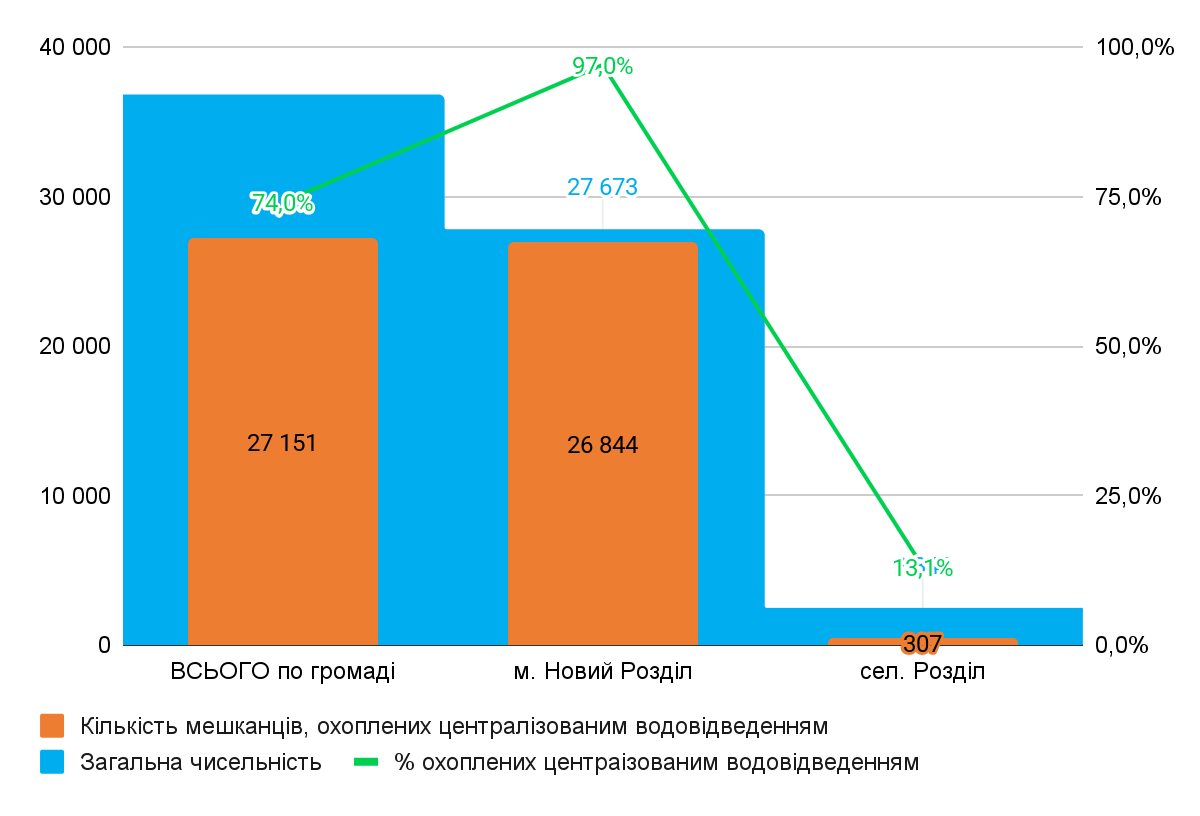 40 000
100,0%
97,0%
30 000
74,0%
27 673
75,0%
20 000
50,0%
27 151
26 844
10 000
25,0%
13,1%
0
307
0,0%
ВСЬОГО по громаді
м. Новий Розділ
сел. Розділ
Кількість мешканців, охоплених централізованим водовідведенням
Загальна чисельність
% охоплених центраізованим водовідведенням